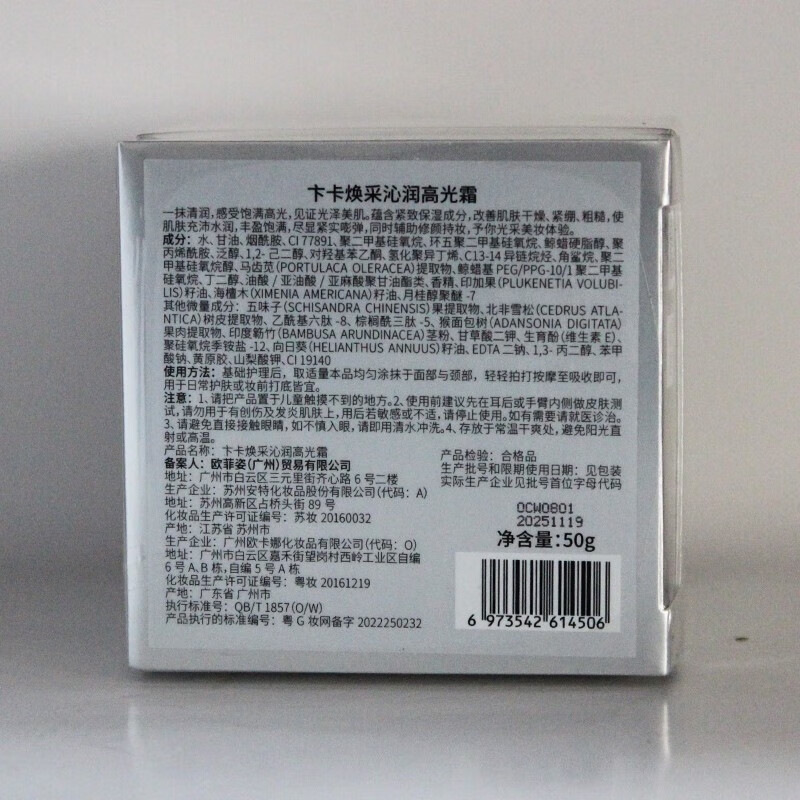 卞卡焕采沁润高光霜
一抹清润,感受饱满高光,见证光泽美肌。蕴含紧致保湿成分,改善肌肤干燥、紧绷、粗糙,使
肌肤充沛水润,丰盈饱满,尽显紧实嘭弹,同时辅助修颜持妆,予你光采美妆体验。
成分:水、甘油、烟酰胺、CI 77891、聚二甲基硅氧烷、环五聚二甲基硅氧烷、鲸蜡硬脂醇、聚
丙烯酰胺、泛醇、1,2- 己二醇、对羟基苯乙酮、氢化聚异丁烯、C13-14 异链烷烃、角鲨烷、聚二
甲基硅氧烷醇、马齿苋 (PORTULACA OLERACEA) 提取物、鲸蜡基 PEG/PPG-10/1 聚二甲基硅
氧烷、丁二醇、油酸 / 亚油酸 / 亚麻酸聚甘油酯类、香精、印加果(PLUKENETIA VOLUBI-
LIS) 籽油、海檀木 (XIMENIA AMERICANA) 籽油、月桂醇聚醚 -7
其他微量成分:五味子 (SCHISANDRA CHINENSIS) 果提取物、北非雪松(CEDRUS ATLA-
NTICA) 树皮提取物、乙酰基六肽 -8、棕榈酰三肽 -5、猴面包树 (ADANSONIA DIGITATA)
果肉提取物、印度簕竹(BAMBUSA ARUNDINACEA) 茎粉、甘草酸二钾、生育酚(维生素 E)、
聚硅氧烷季铵盐 -12、向日葵 (HELIANTHUS ANNUUS) 籽油、EDTA 二钠、1,3- 丙二醇、苯甲
酸钠、黄原胶、山梨酸钾、CI 19140
使用方法:基础护理后,取适量本品均匀涂抹于面部与颈部,轻轻拍打按摩至吸收即可,
用于日常护肤或妆前打底皆宜。
注意:1、请把产品置于儿童触摸不到的地方。2、使用前建议先在耳后或手臂内侧做皮肤测
试,请勿用于有创伤及发炎肌肤上,用后若敏感或不适,请停止使用。如有需要请就医诊治。
3、请避免直接接触眼睛,如不慎入眼,请即用清水冲洗。4、存放于常温干爽处,避免阳光直
射或高温。
产品名称:卞卡焕采沁润高光霜
备案人:欧菲姿(广州)贸易有限公司
地址:广州市白云区三元里街齐心路 6 号二楼
生产企业:苏州安特化妆品股份有限公司(代码:A)
地址:苏州高新区占桥头街 89 号
化妆品生产许可证编号:苏妆 20160032
产地:江苏省 苏州市
生产企业:广州欧卡娜化妆品有限公司(代码:O)
地址:广州市白云区嘉禾街望岗村西岭工业区自编
6 号 A、B 栋,自编 5 号 A 栋
化妆品生产许可证编号:粤妆 20161219
产地:广东省 广州市
执行标准号:QB/T 1857 (O/W)
产品执行的标准编号:粤 G 妆网备字 2022250232
产品检验:合格品
生产批号和限期使用日期:见包装
实际生产企业见批号首位字母代码
OCW0801
20251119
净含量:50g
6 973542 614506